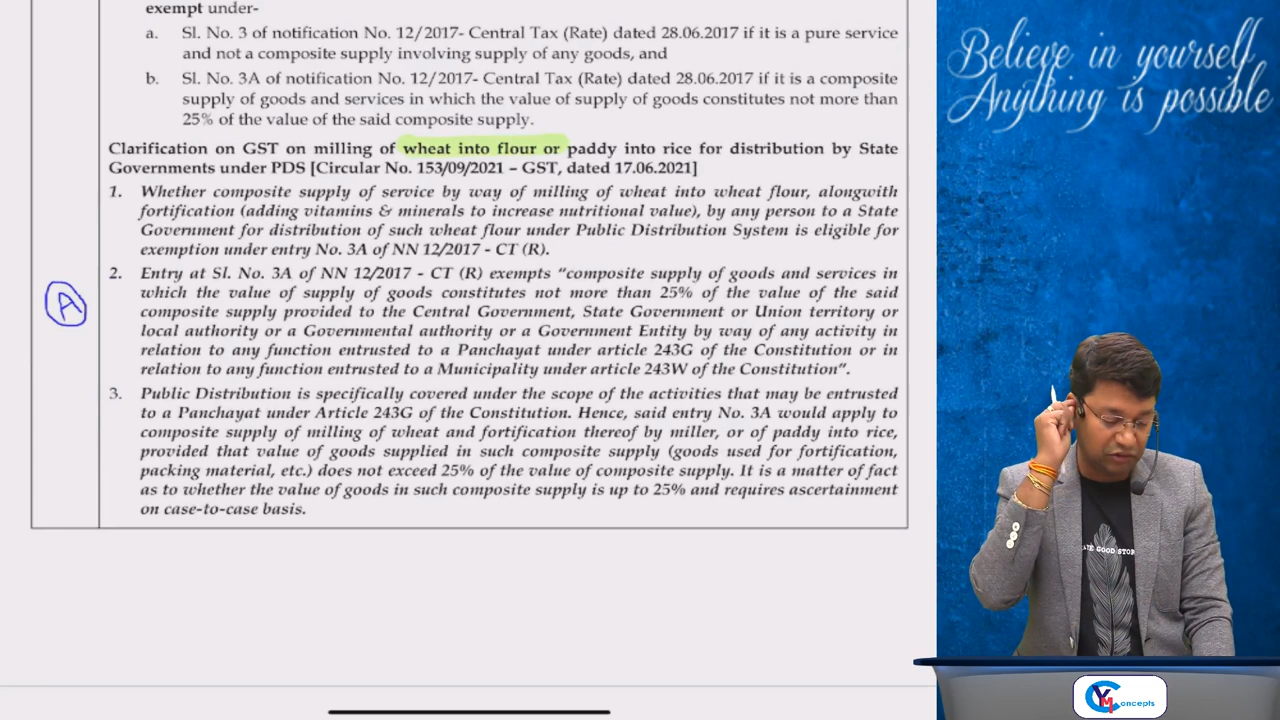 exempt under-
a. Sl. No. 3 of notification No. 12/2017- Central Tax (Rate) dated 28.06.2017 if it is a pure service
and not a composite supply involving supply of any goods, and
b. Sl. No. 3A of notification No. 12/2017- Central Tax (Rate) dated 28.06.2017 if it is a composite
supply of goods and services in which the value of supply of goods constitutes not more than
25% of the value of the said composite supply.
Clarification on GST on milling of wheat into flour or paddy into rice for distribution by State
Governments under PDS [Circular No. 153/09/2021 – GST, dated 17.06.2021]
1. Whether composite supply of service by way of milling of wheat into wheat flour, alongwith
fortification (adding vitamins & minerals to increase nutritional value), by any person to a State
Government for distribution of such wheat flour under Public Distribution System is eligible for
exemption under entry No. 3A of NN 12/2017 - CT (R).
2. Entry at Sl. No. 3A of NN 12/2017 - CT (R) exempts "composite supply of goods and services in
which the value of supply of goods constitutes not more than 25% of the value of the said
composite supply provided to the Central Government, State Government or Union territory or
local authority or a Governmental authority or a Government Entity by way of any activity in
relation to any function entrusted to a Panchayat under article 243G of the Constitution or in
relation to any function entrusted to a Municipality under article 243W of the Constitution".
3. Public Distribution is specifically covered under the scope of the activities that may be entrusted
to a Panchayat under Article 243G of the Constitution. Hence, said entry No. 3A would apply to
composite supply of milling of wheat and fortification thereof by miller, or of paddy into rice,
provided that value of goods supplied in such composite supply (goods used for fortification,
packing material, etc.) does not exceed 25% of the value of composite supply. It is a matter of fact
as to whether the value of goods in such composite supply is up to 25% and requires ascertainment
on case-to-case basis.
A
Believe in yourself
Anything is possible
GOOD STOR
YM
Concepts